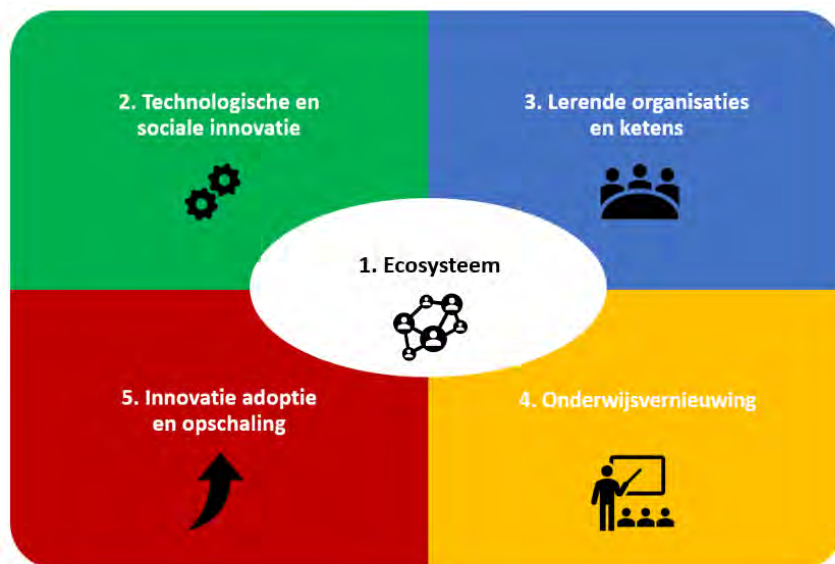 2. Technologische en
sociale innovatie
3. Lerende organisaties
en ketens
1. Ecosysteem
5. Innovatie adoptie
en opschaling
4. Onderwijsvernieuwing